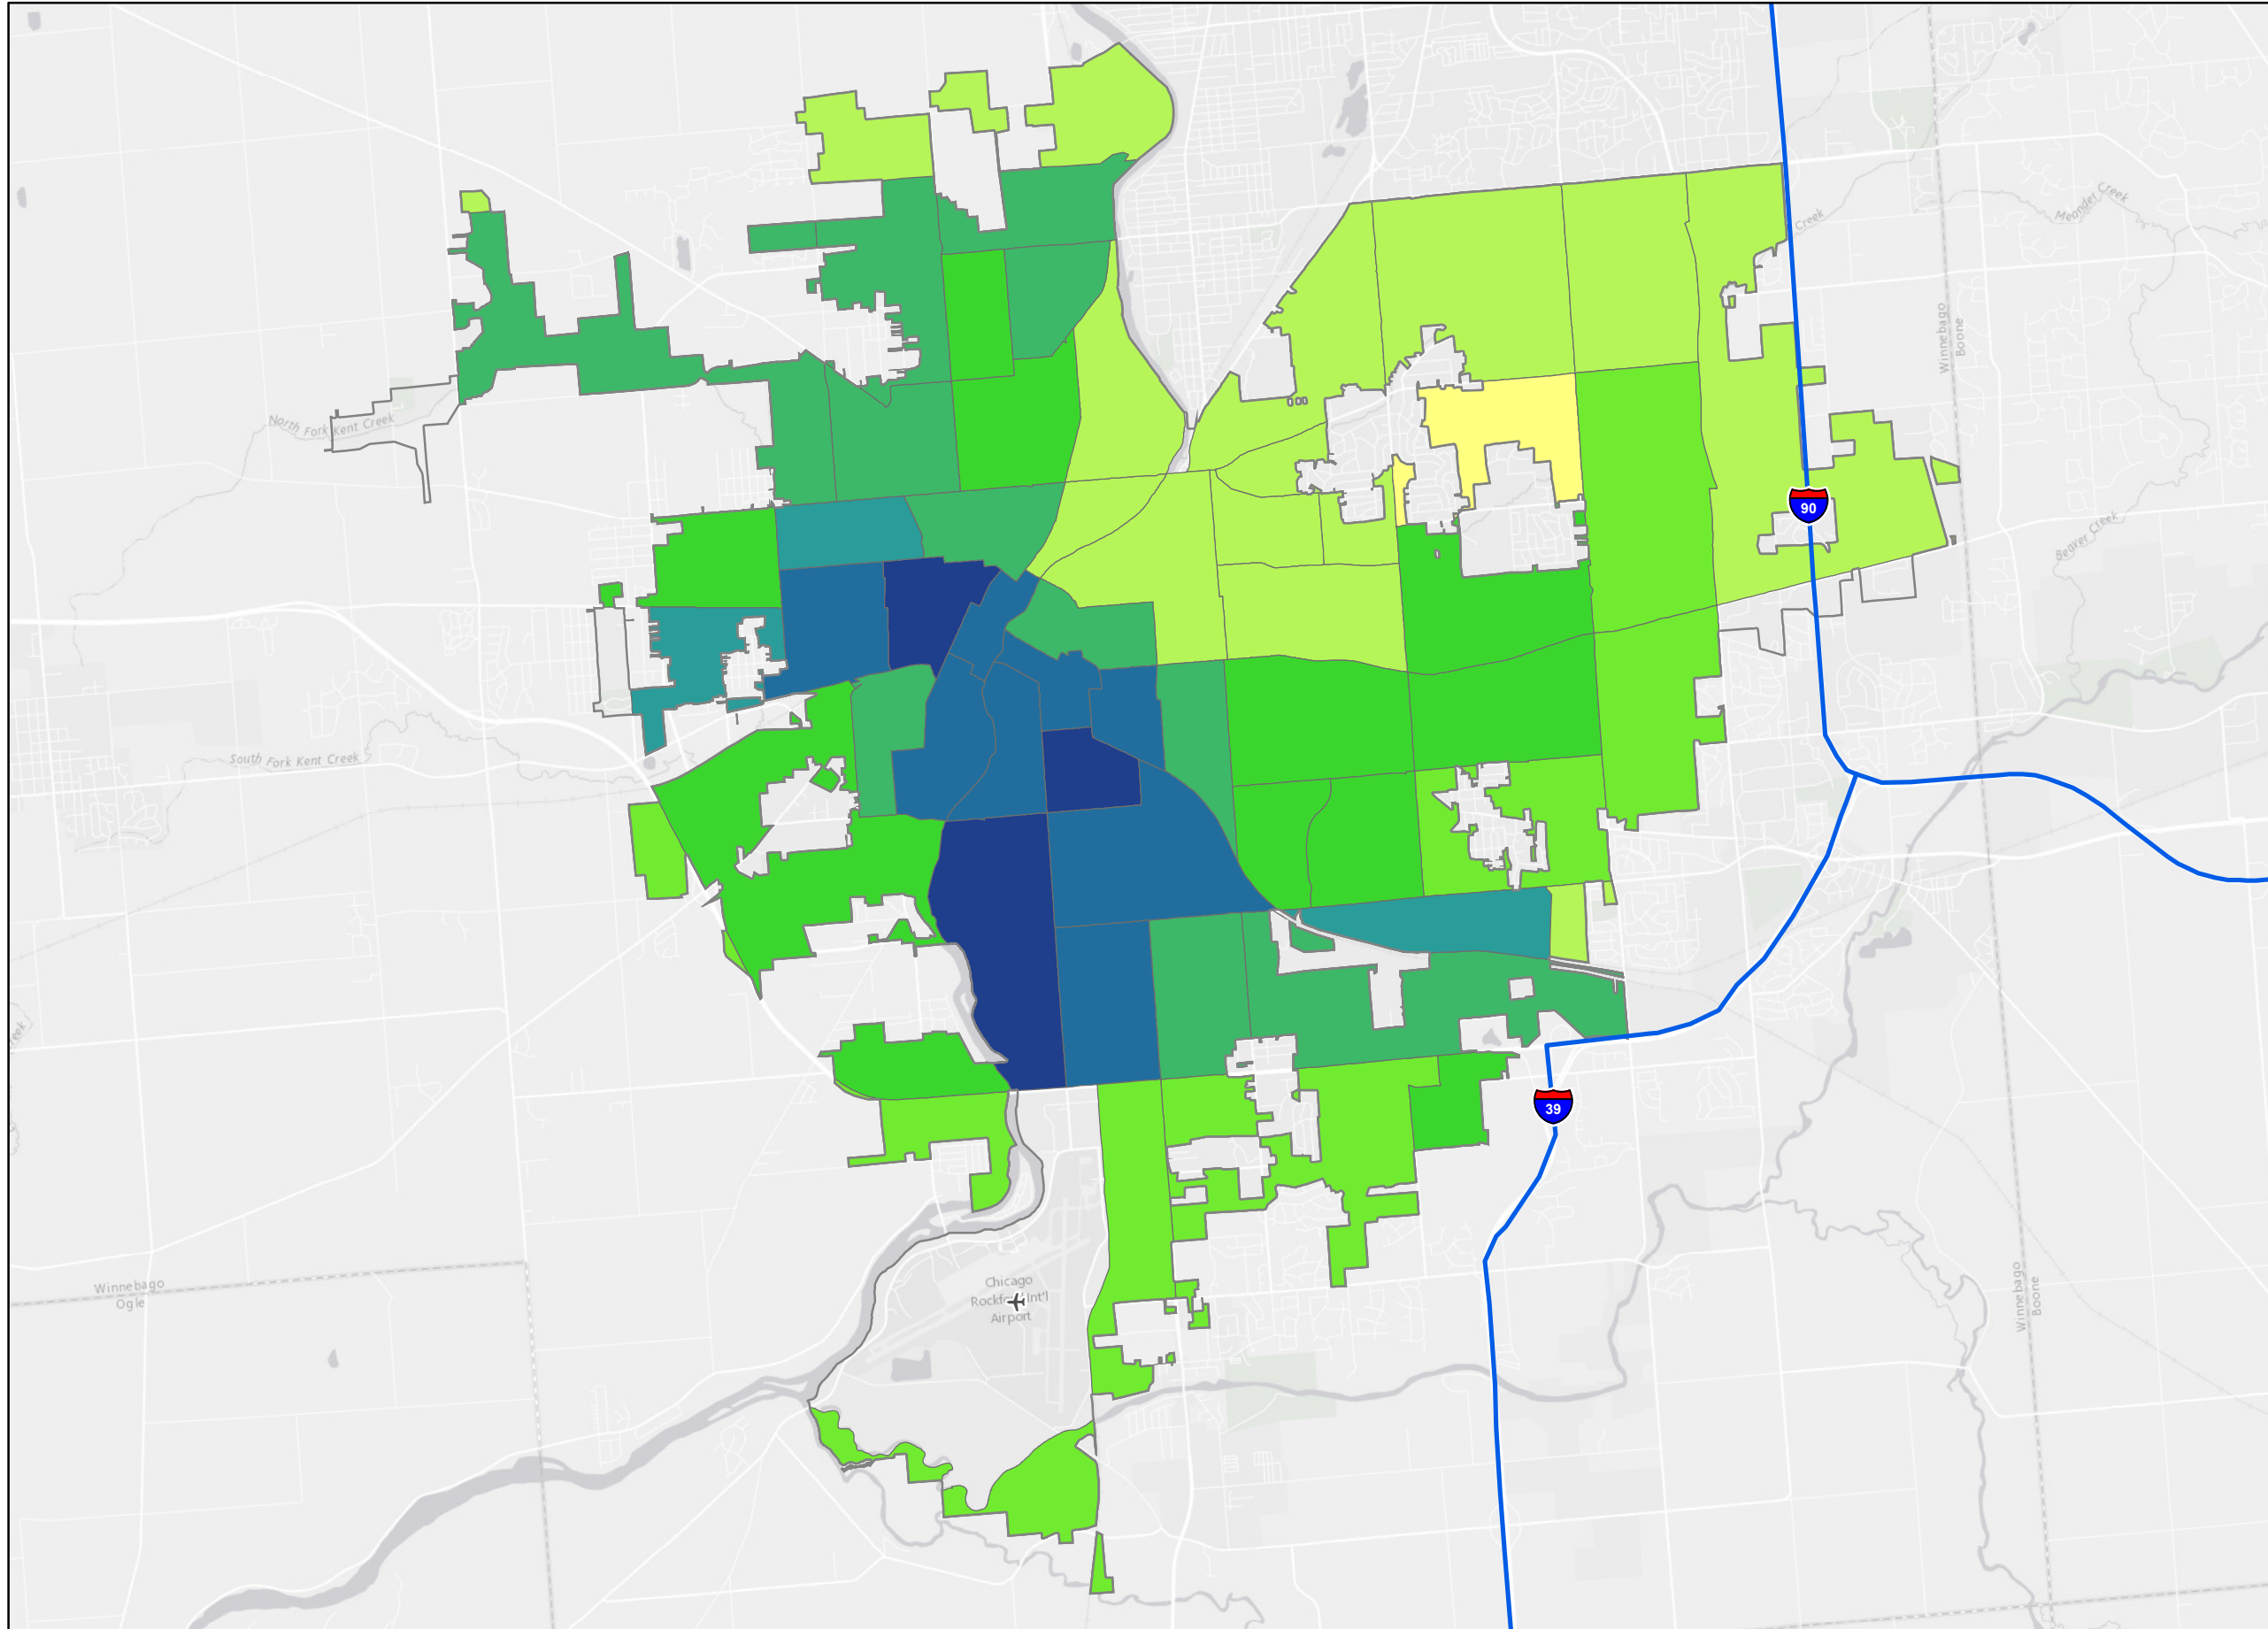 Meander Creek
Creek
Winnebago
Boone
North Fork Kent Creek
90
Beaver Creek
South Fork Kent Creek
Creek
39
Winnebago
Ogle
Chicago
Rockford Int'l
Airport
Winnebago
Boone